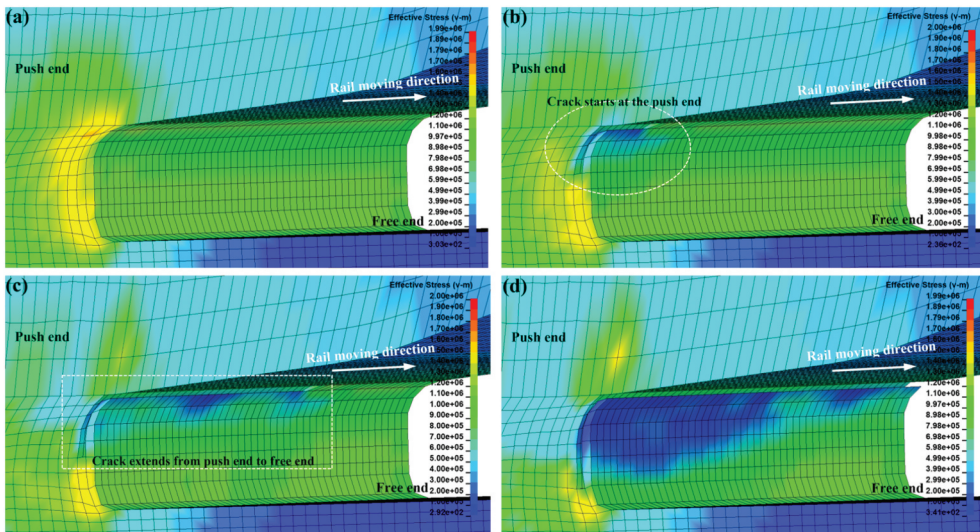 (a)
Effective Stress (v-m)
1.99e+06
1.89e+06
1.79e+06
1.70e+06
Push end
Rail moving direction
1.20e+06
1.10e+06
9.97e+05
8.98e+05
7.98e+05
6.98e+05
5.99e+05
4.99e+05
3.99e+05
2.99e+05
2.00e+05
Free end
3.03e+02
(b)
Effective Stress (v-m)
2.00e+06
1.90e+06
1.80e+06
1.70e+06
Push end
Rail moving direction
Crack starts at the push end
1.20e+06
1.10e+06
9.98e+05
8.98e+05
7.99e+05
6.99e+05
5.99e+05
4.99e+05
3.99e+05
2.99e+05
2.00e+05
Free end
2.36e+02
(c)
Effective Stress (v-m)
2.00e+06
1.90e+06
1.80e+06
1.70e+06
Push end
Rail moving direction
1.20e+06
1.10e+06
1.00e+06
9.00e+05
8.00e+05
7.00e+05
6.00e+05
5.00e+05
4.00e+05
3.00e+05
2.00e+05
Crack extends from push end to free end
Free end
2.92e+02
(d)
Effective Stress (v-m)
1.99e+06
1.89e+06
1.79e+06
1.70e+06
Push end
Rail moving direction
1.20e+06
1.10e+06
9.97e+05
8.98e+05
7.98e+05
6.98e+05
5.99e+05
4.99e+05
3.99e+05
2.99e+05
2.00e+05
Free end
3.41e+02